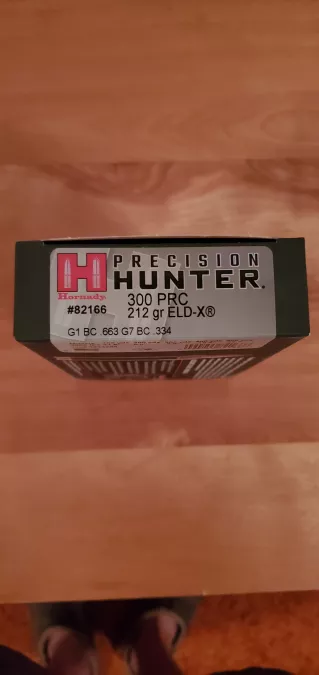 PRECISION
HUNTER®
Hornady
#82166
300 PRC
212 gr ELD-X®
G1 BC .663 G7 BC .334